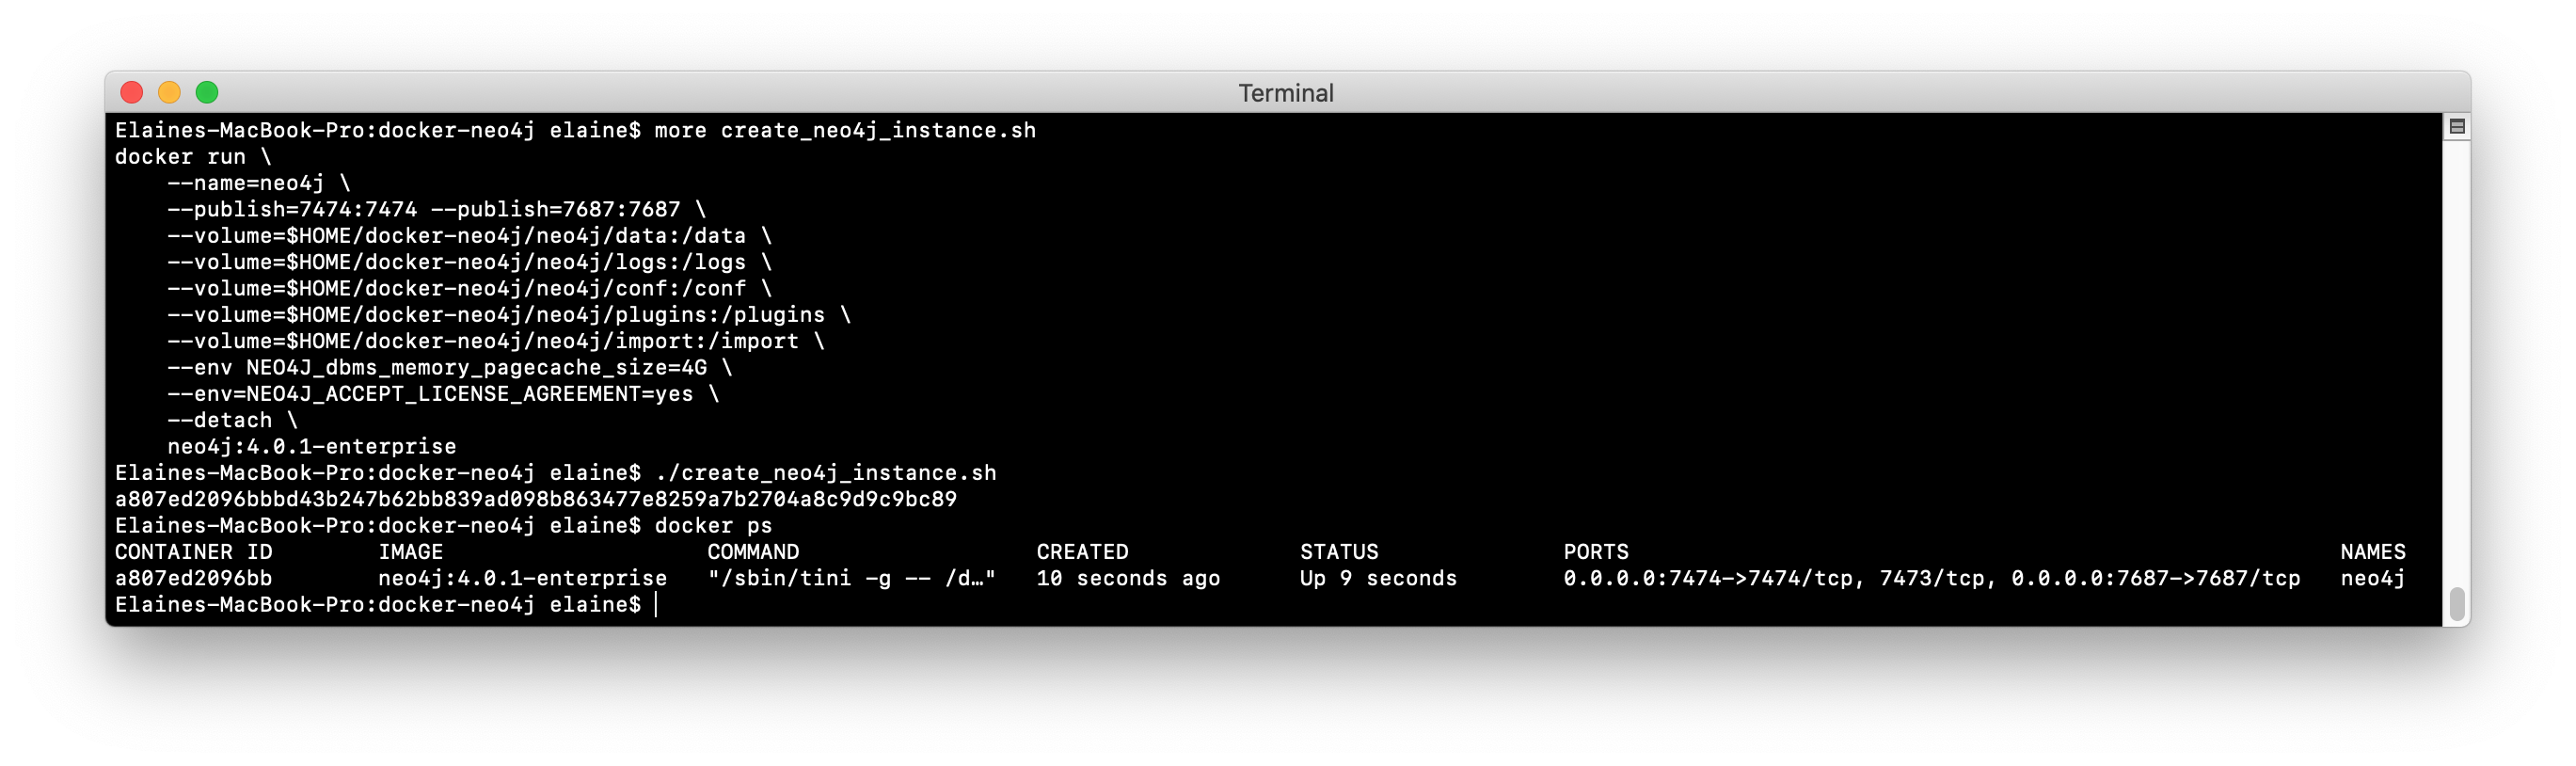 Terminal
Elaines-MacBook-Pro:docker-neo4j elaine$ more create_neo4j_instance.sh
docker run \
    --name=neo4j \
    --publish=7474:7474 --publish=7687:7687 \
    --volume=$HOME/docker-neo4j/neo4j/data:/data \
    --volume=$HOME/docker-neo4j/neo4j/logs:/logs \
    --volume=$HOME/docker-neo4j/neo4j/conf:/conf \
    --volume=$HOME/docker-neo4j/neo4j/plugins:/plugins \
    --volume=$HOME/docker-neo4j/neo4j/import:/import \
    --env NEO4J_dbms_memory_pagecache_size=4G \
    --env=NEO4J_ACCEPT_LICENSE_AGREEMENT=yes \
    --detach \
    neo4j:4.0.1-enterprise
Elaines-MacBook-Pro:docker-neo4j elaine$ ./create_neo4j_instance.sh
a807ed2096bbbd43b247b62bb839ad098b863477e8259a7b2704a8c9d9c9bc89
Elaines-MacBook-Pro:docker-neo4j elaine$ docker ps
CONTAINER ID        IMAGE                    COMMAND                  CREATED             STATUS              PORTS                                                      NAMES
a807ed2096bb        neo4j:4.0.1-enterprise   "/sbin/tini -g -- /d…"   10 seconds ago      Up 9 seconds        0.0.0.0:7474->7474/tcp, 7473/tcp, 0.0.0.0:7687->7687/tcp   neo4j
Elaines-MacBook-Pro:docker-neo4j elaine$